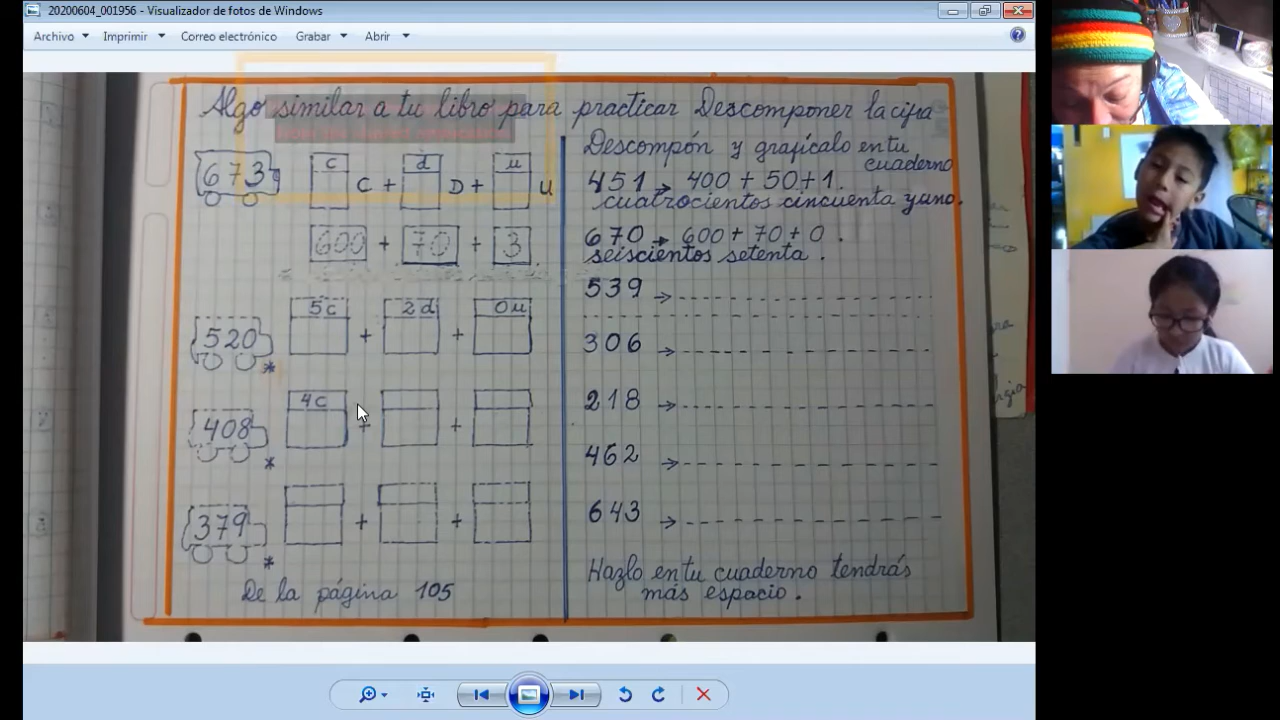 20200604_001956 - Visualizador de fotos de Windows
Archivo Imprimir Correo electrónico Grabar Abrir
Algo similar a tu libro para practicar Descomponer la cifra
673 c C + d D + u U
600 + 70 + 3
520 5c + 2d + 0u
*
408 4c + +
*
379 + +
*
De la página 105
Descompón y grafícalo en tu
cuaderno
451 → 400 + 50 + 1.
cuatrocientos cincuenta y uno.
670 → 600 + 70 + 0.
seiscientos setenta.
539 →
306 →
218 →
462 →
643 →
Hazlo en tu cuaderno tendrás
más espacio.